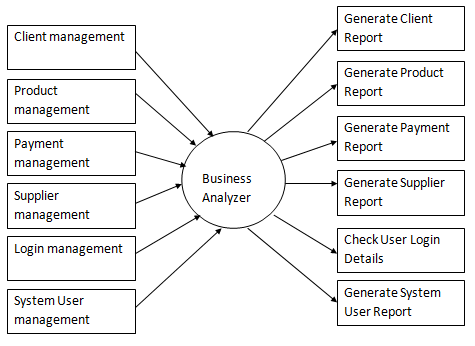 Client management
Product
management
Payment
management
Supplier
management
Login management
System User
management
Business
Analyzer
Generate Client
Report
Generate Product
Report
Generate Payment
Report
Generate Supplier
Report
Check User Login
Details
Generate System
User Report